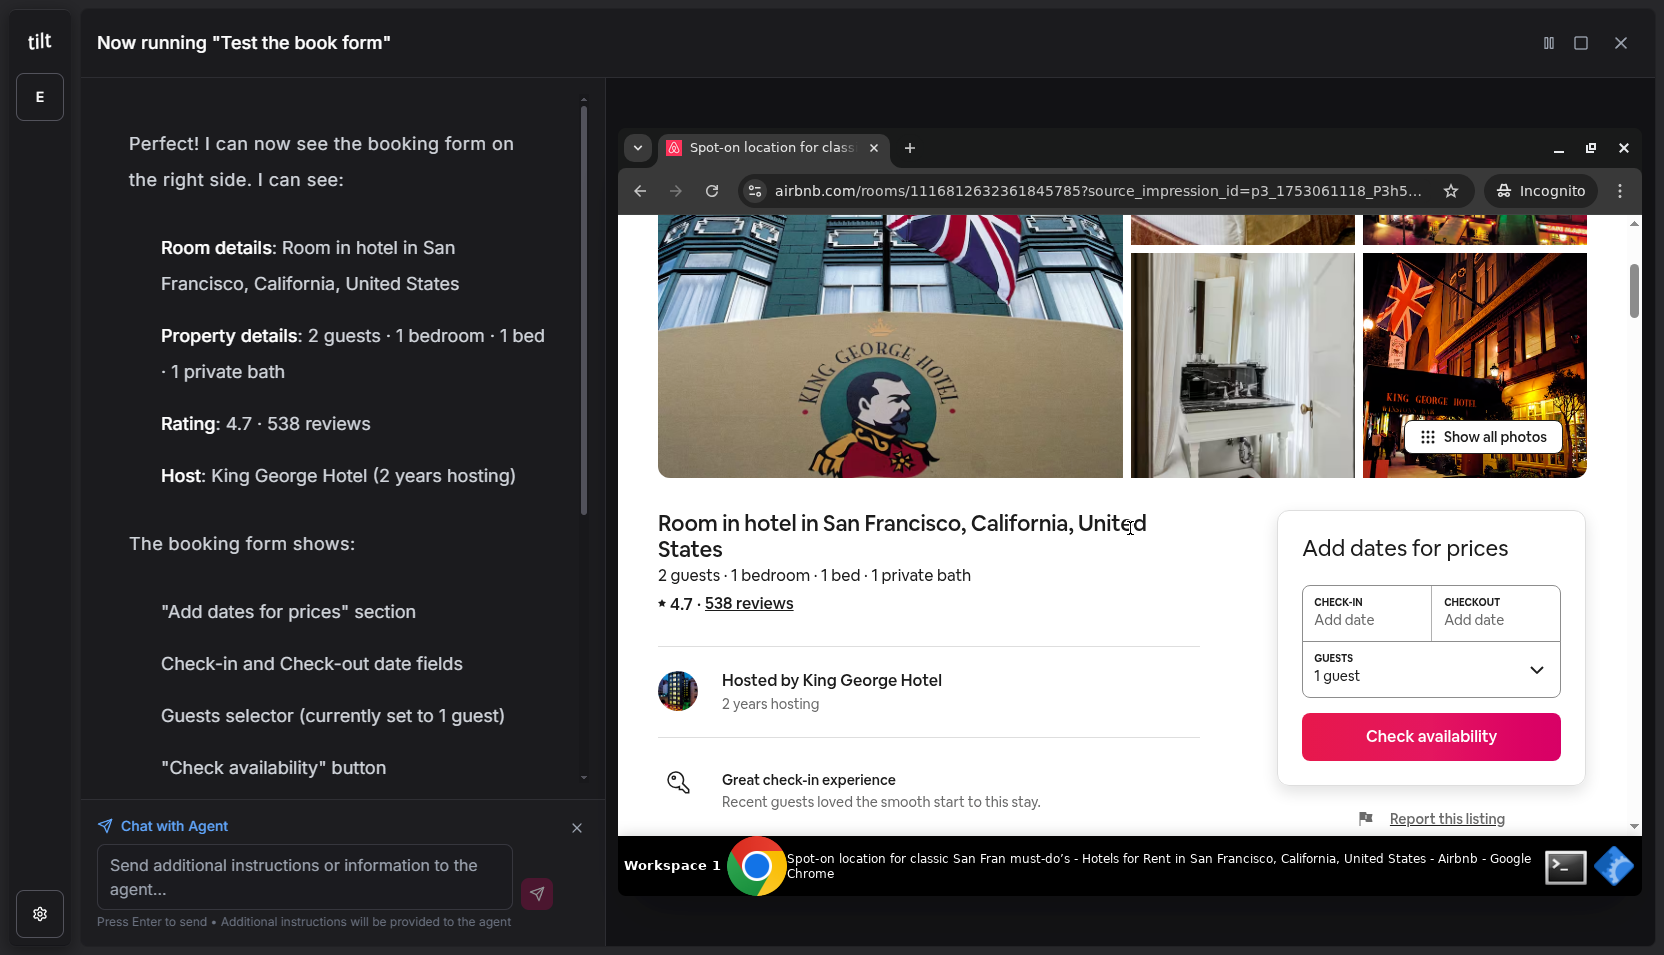 tilt
E
Now running "Test the book form"
Perfect! I can now see the booking form on
the right side. I can see:
Room details: Room in hotel in San
Francisco, California, United States
Property details: 2 guests · 1 bedroom · 1 bed
· 1 private bath
Rating: 4.7 · 538 reviews
Host: King George Hotel (2 years hosting)
The booking form shows:
"Add dates for prices" section
Check-in and Check-out date fields
Guests selector (currently set to 1 guest)
"Check availability" button
Chat with Agent
Send additional instructions or information to the
agent...
Press Enter to send • Additional instructions will be provided to the agent
Spot-on location for class
airbnb.com/rooms/1116812632361845785?source_impression_id=p3_1753061118_P3h5...
Incognito
KING GEORGE HOTEL
KING GEORGE HOTEL
Show all photos
Room in hotel in San Francisco, California, United
States
2 guests · 1 bedroom · 1 bed · 1 private bath
4.7 · 538 reviews
Hosted by King George Hotel
2 years hosting
Great check-in experience
Recent guests loved the smooth start to this stay.
Add dates for prices
CHECK-IN
Add date
CHECKOUT
Add date
GUESTS
1 guest
Check availability
Report this listing
Workspace 1
Spot-on location for classic San Fran must-do's - Hotels for Rent in San Francisco, California, United States - Airbnb - Google
Chrome